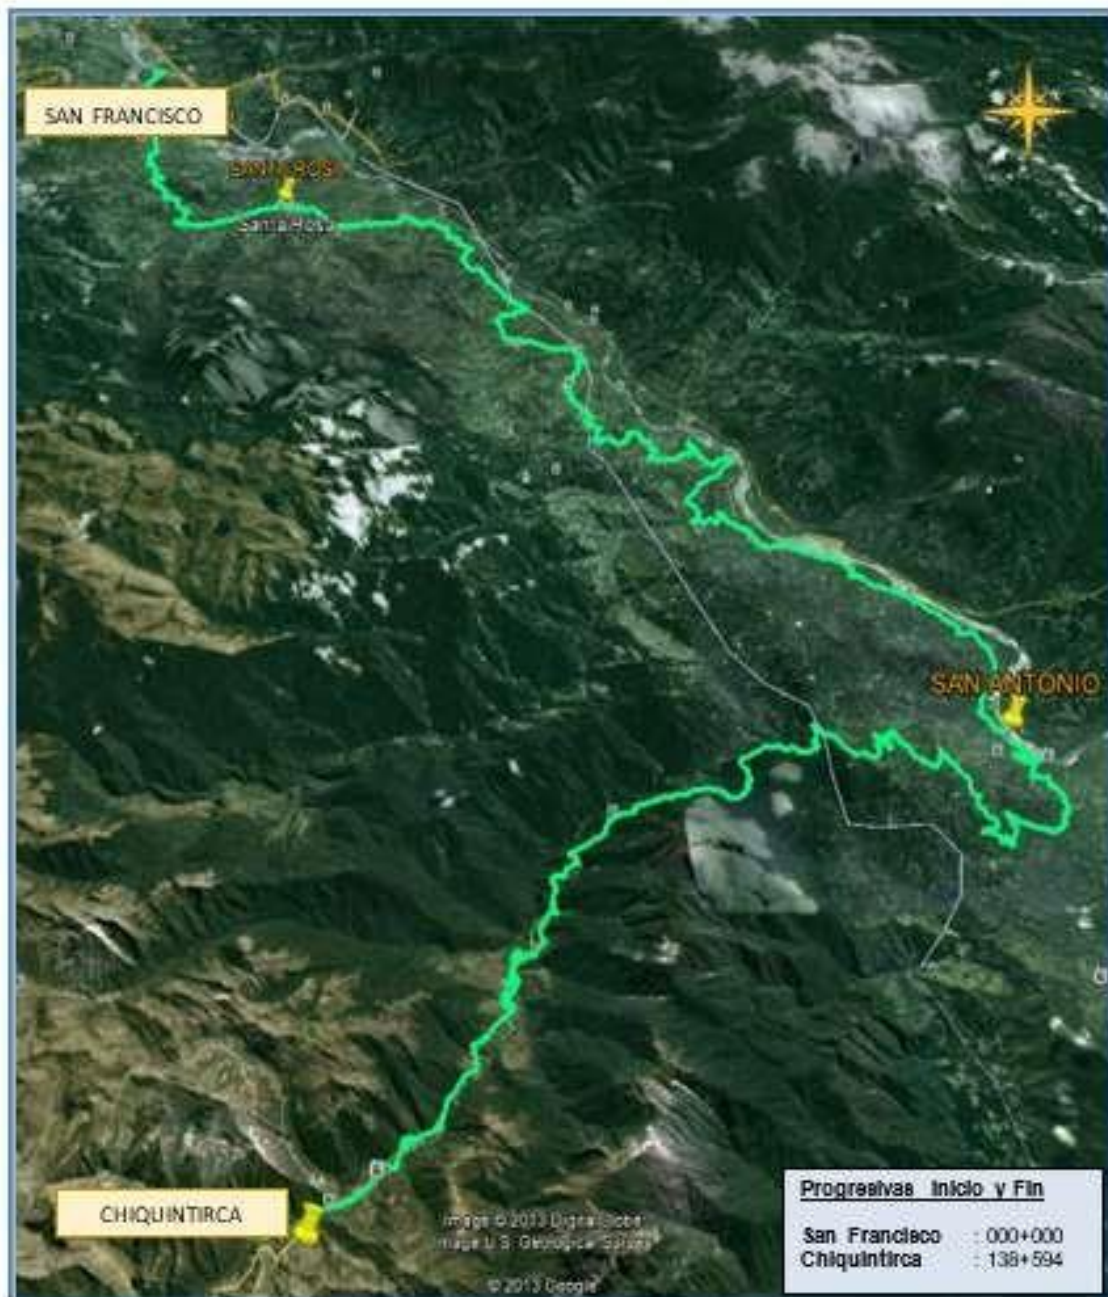 SAN FRANCISCO
Santa Rosa
SAN ANTONIO
CHIQUINTIRCA
Image © 2013 DigitalGlobe
Image U.S. Geological Survey
© 2013 Google
Progresivas Inicio y Fin
San Francisco : 000+000
Chiquintirca : 138+594